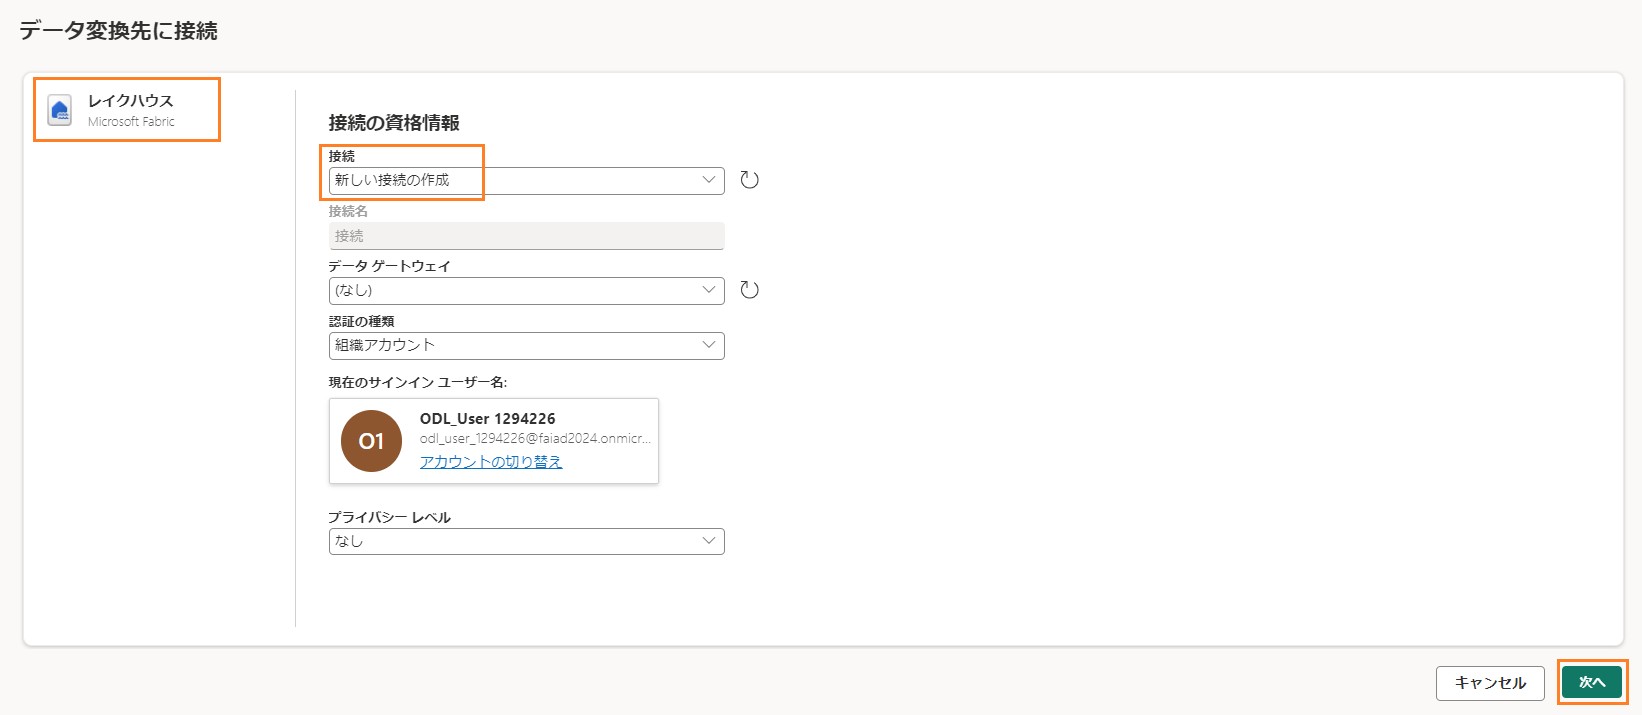 データ変換先に接続
レイクハウス
Microsoft Fabric
接続の資格情報
接続
新しい接続の作成
接続名
接続
データ ゲートウェイ
(なし)
認証の種類
組織アカウント
現在のサインイン ユーザー名:
O1
ODL_User 1294226
odl_user_1294226@faiad2024.onmicr...
アカウントの切り替え
プライバシー レベル
なし
キャンセル
次へ